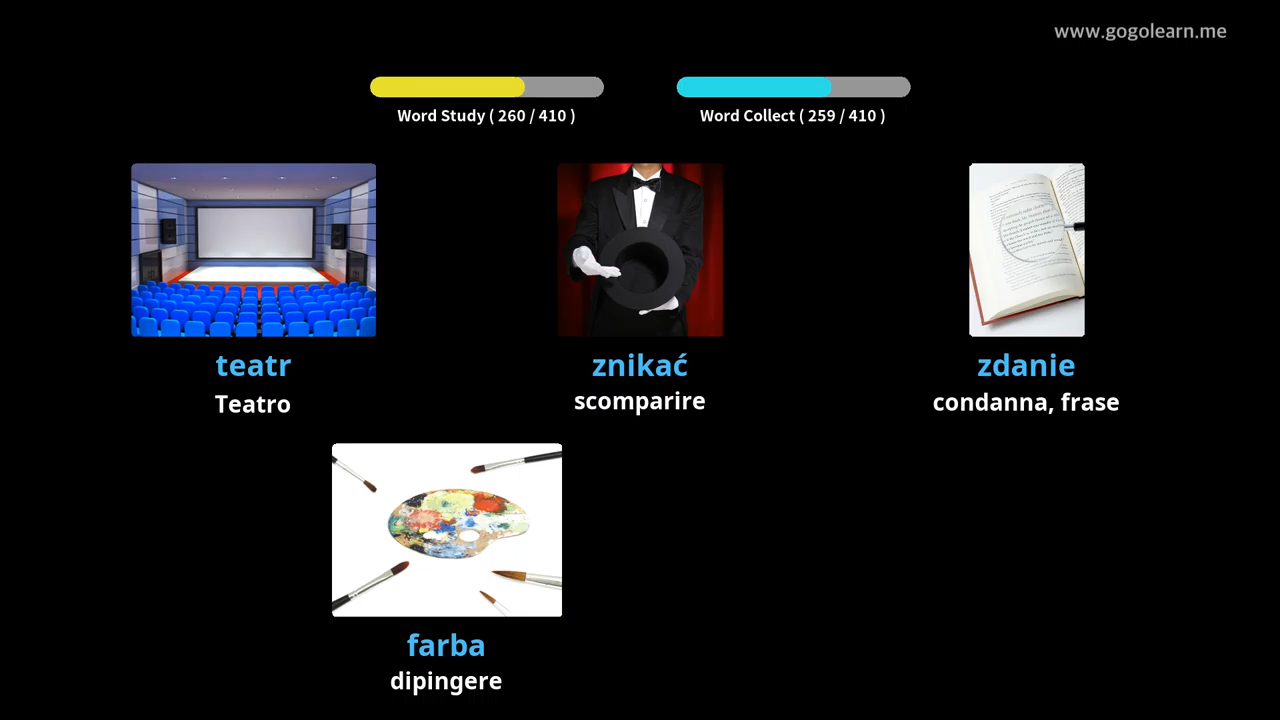 www.gogolearn.me
Word Study ( 260 / 410 )
Word Collect ( 259 / 410 )
teatr
Teatro
znikać
scomparire
zdanie
condanna, frase
farba
dipingere